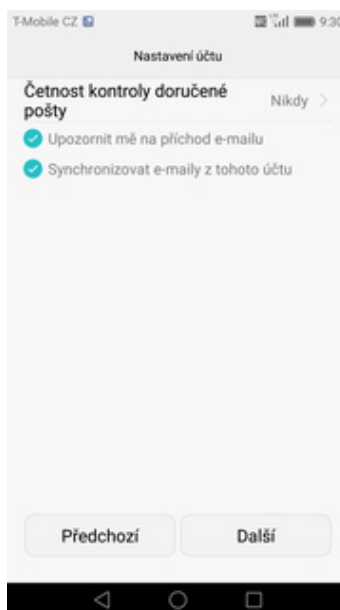 T-Mobile CZ 9:30
Nastavení účtu
Četnost kontroly doručené
pošty
Nikdy
Upozornit mě na příchod e-mailu
Synchronizovat e-maily z tohoto účtu
Předchozí Další